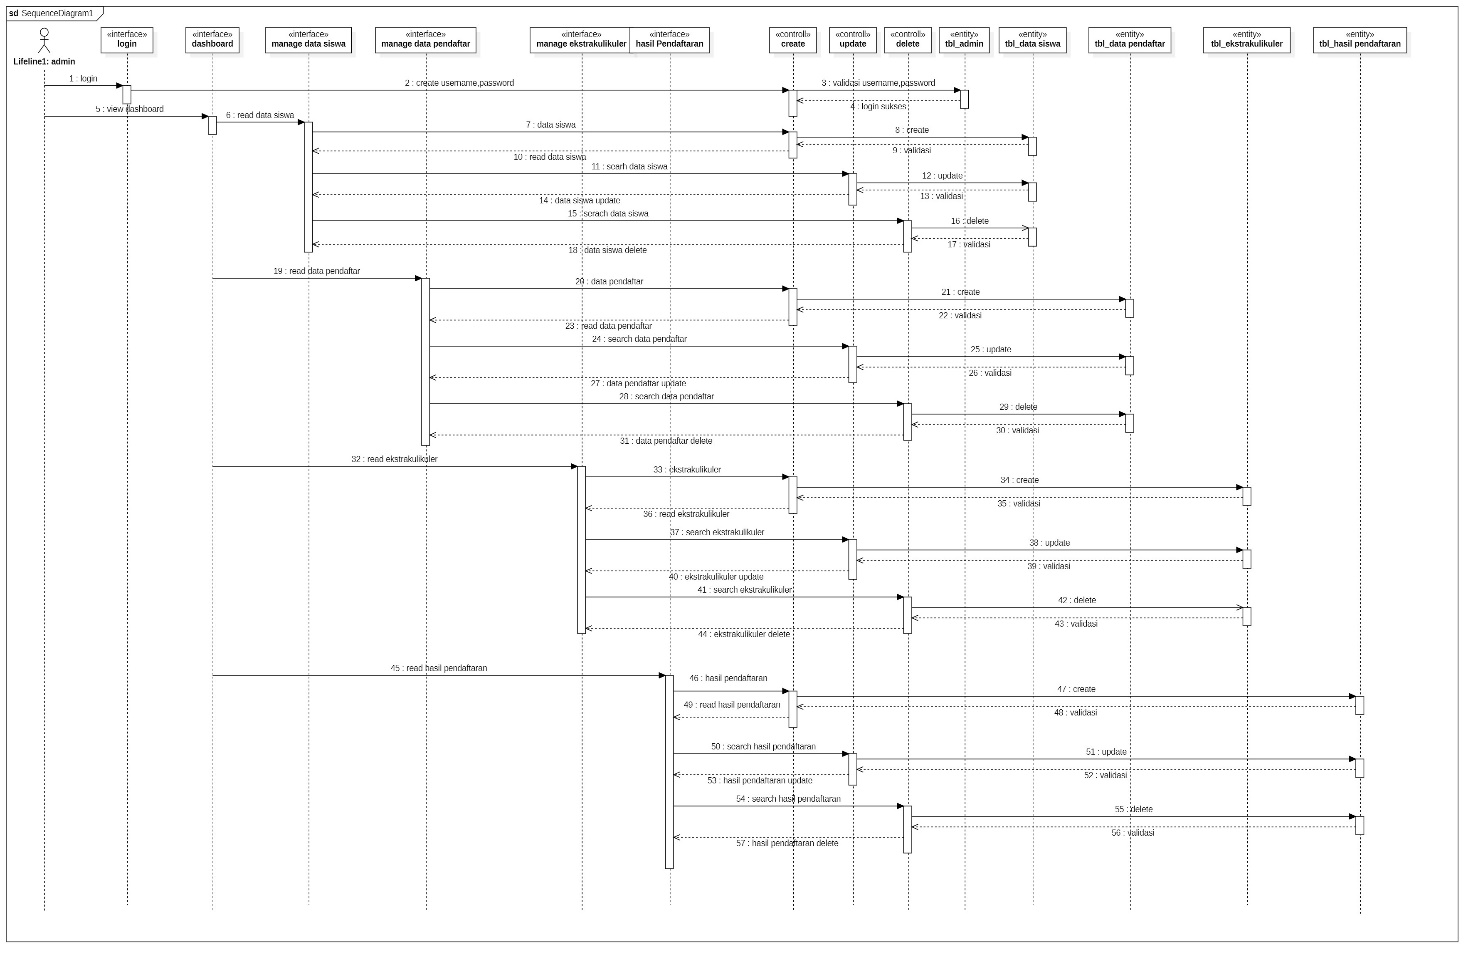 sd SequenceDiagram1
«interface» «interface» «interface» «interface» «interface» «interface» «controll» «controll» «controll» «entity» «entity» «entity» «entity» «entity»
login dashboard manage data siswa manage data pendaftar manage ekstrakulikuler hasil Pendaftaran create update delete tbl_admin tbl_data siswa tbl_data pendaftar tbl_ekstrakulikuler tbl_hasil pendaftaran
Lifeline1: admin
1 : login
2 : create username,password
3 : validasi username,password
4 : login sukses
5 : view dashboard
6 : read data siswa
7 : data siswa
8 : create
9 : validasi
10 : read data siswa
11 : searh data siswa
12 : update
13 : validasi
14 : data siswa update
15 : serach data siswa
16 : delete
17 : validasi
18 : data siswa delete
19 : read data pendaftar
20 : data pendaftar
21 : create
22 : validasi
23 : read data pendaftar
24 : search data pendaftar
25 : update
26 : validasi
27 : data pendaftar update
28 : search data pendaftar
29 : delete
30 : validasi
31 : data pendaftar delete
32 : read ekstrakulikuler
33 : ekstrakulikuler
34 : create
35 : validasi
36 : read ekstrakulikuler
37 : search ekstrakulikuler
38 : update
39 : validasi
40 : ekstrakulikuler update
41 : search ekstrakulikuler
42 : delete
43 : validasi
44 : ekstrakulikuler delete
45 : read hasil pendaftaran
46 : hasil pendaftaran
47 : create
48 : validasi
49 : read hasil pendaftaran
50 : search hasil pendaftaran
51 : update
52 : validasi
53 : hasil pendaftaran update
54 : search hasil pendaftaran
55 : delete
56 : validasi
57 : hasil pendaftaran delete